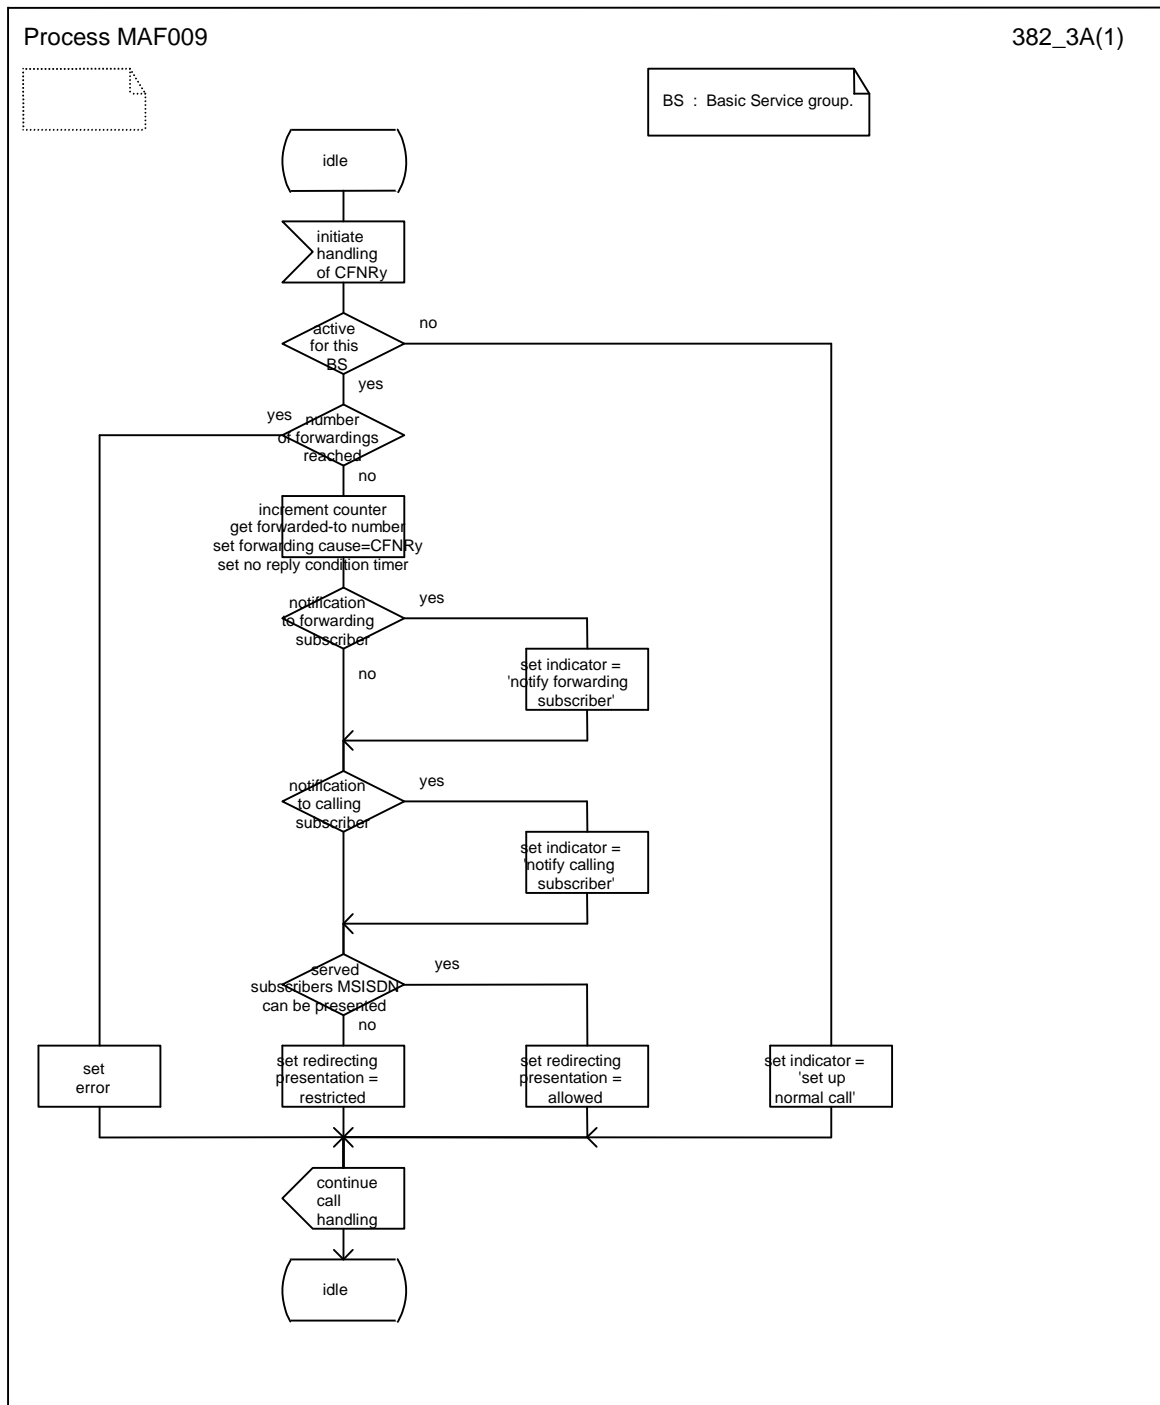 Process MAF009
382_3A(1)
BS : Basic Service group.
idle
initiate
handling
of CFNRy
active
for this
BS
no
yes
number
of forwardings
reached
yes
no
increment counter
get forwarded-to number
set forwarding cause=CFNRy
set no reply condition timer
notification
to forwarding
subscriber
yes
no
set indicator =
'notify forwarding
subscriber'
notification
to calling
subscriber
yes
set indicator =
'notify calling
subscriber'
served
subscribers MSISDN
can be presented
yes
no
set
error
set redirecting
presentation =
restricted
set redirecting
presentation =
allowed
set indicator =
'set up
normal call'
continue
call
handling
idle